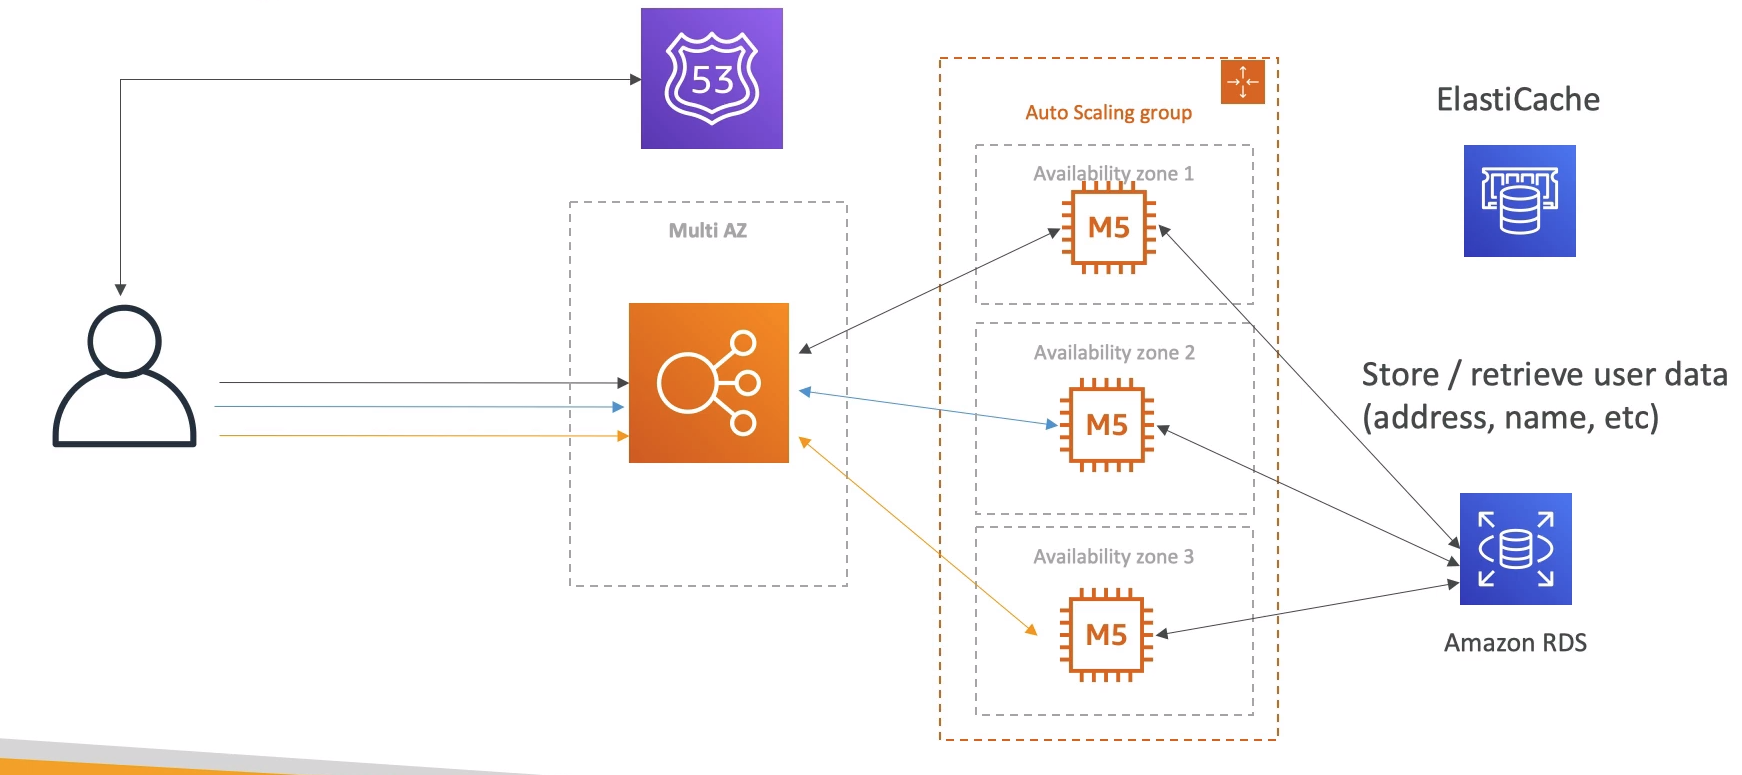 53
Auto Scaling group
ElastiCache
Availability zone 1
M5
Multi AZ
Availability zone 2
M5
Store / retrieve user data
(address, name, etc)
Availability zone 3
M5
Amazon RDS